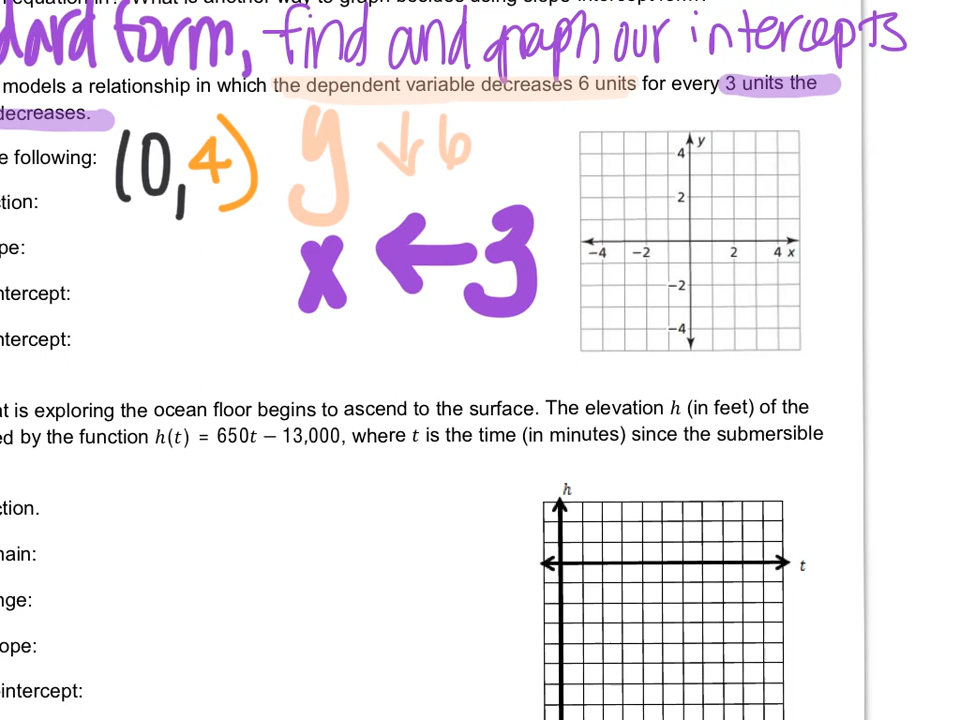 dard form, find and graph our intercepts
models a relationship in which the dependent variable decreases 6 units for every 3 units the
decreases.
e following: (0,4) y ↓ 6
tion:
x ← 3
pe:
ntercept:
ntercept:
y
4
2
-4 -2 2 4 x
-2
-4
at is exploring the ocean floor begins to ascend to the surface. The elevation h (in feet) of the
ed by the function h(t) = 650t – 13,000, where t is the time (in minutes) since the submersible
h
t
ction.
main:
nge:
ope:
intercept: